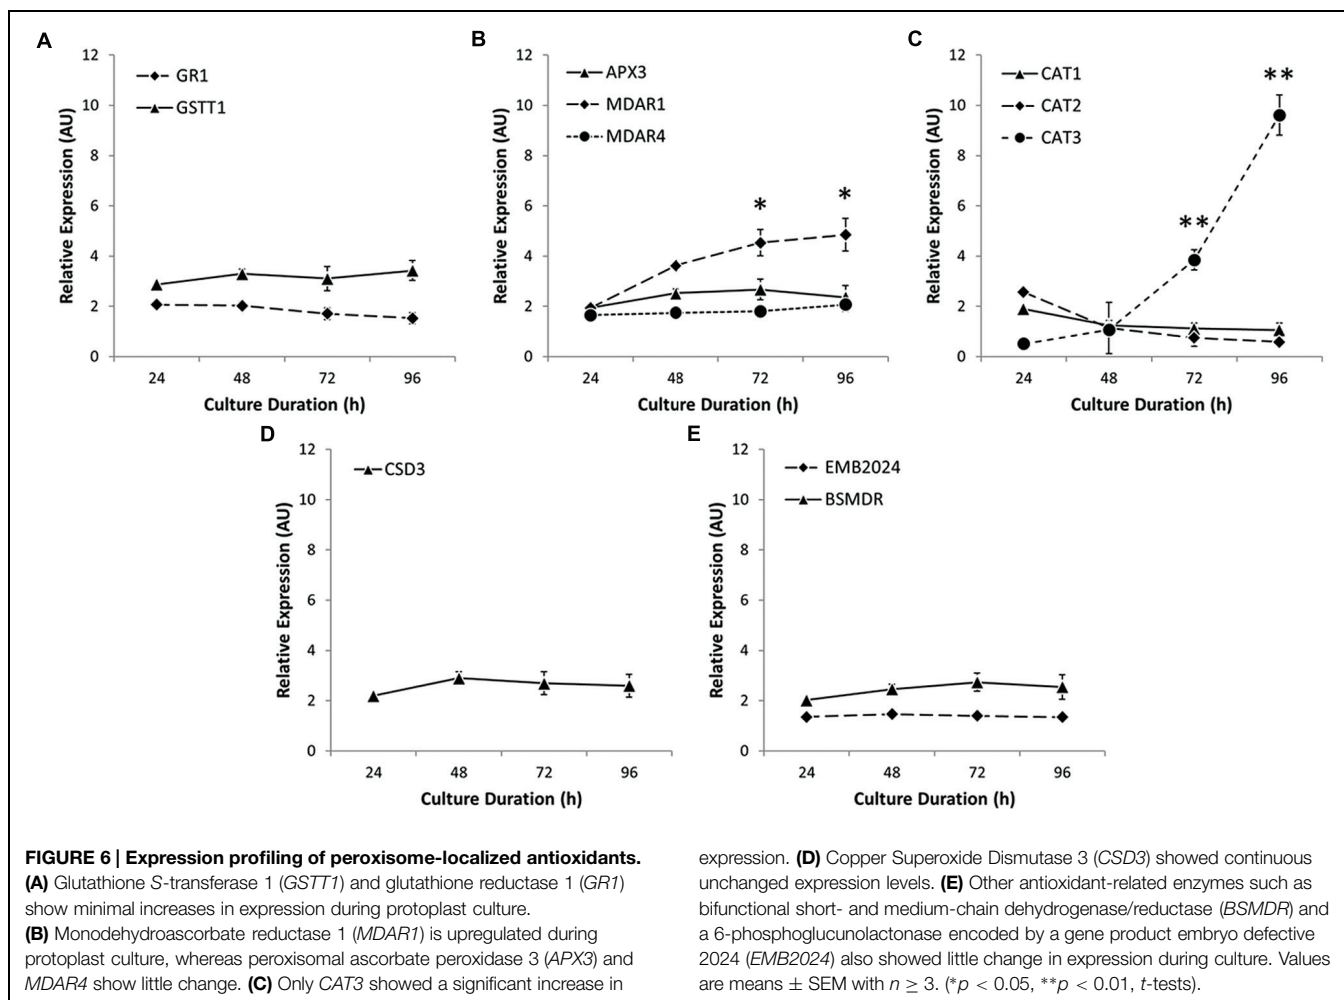 A
12
10
8
6
4
2
0
Relative Expression (AU)
GR1
GSTT1
24 48 72 96
Culture Duration (h)
B
12
10
8
6
4
2
0
Relative Expression (AU)
APX3
MDAR1
MDAR4
*
*
24 48 72 96
Culture Duration (h)
C
12
10
8
6
4
2
0
Relative Expression (AU)
CAT1
CAT2
CAT3
**
**
24 48 72 96
Culture Duration (h)
D
12
10
8
6
4
2
0
Relative Expression (AU)
CSD3
24 48 72 96
Culture Duration (h)
E
12
10
8
6
4
2
0
Relative Expression (AU)
EMB2024
BSMDR
24 48 72 96
Culture Duration (h)
FIGURE 6 | Expression profiling of peroxisome-localized antioxidants.
(A) Glutathione S-transferase 1 (GSTT1) and glutathione reductase 1 (GR1)
show minimal increases in expression during protoplast culture.
(B) Monodehydroascorbate reductase 1 (MDAR1) is upregulated during
protoplast culture, whereas peroxisomal ascorbate peroxidase 3 (APX3) and
MDAR4 show little change. (C) Only CAT3 showed a significant increase in
expression. (D) Copper Superoxide Dismutase 3 (CSD3) showed continuous
unchanged expression levels. (E) Other antioxidant-related enzymes such as
bifunctional short- and medium-chain dehydrogenase/reductase (BSMDR) and
a 6-phosphoglucunolactonase encoded by a gene product embryo defective
2024 (EMB2024) also showed little change in expression during culture. Values
are means ± SEM with n ≥ 3. (*p < 0.05, **p < 0.01, t-tests).